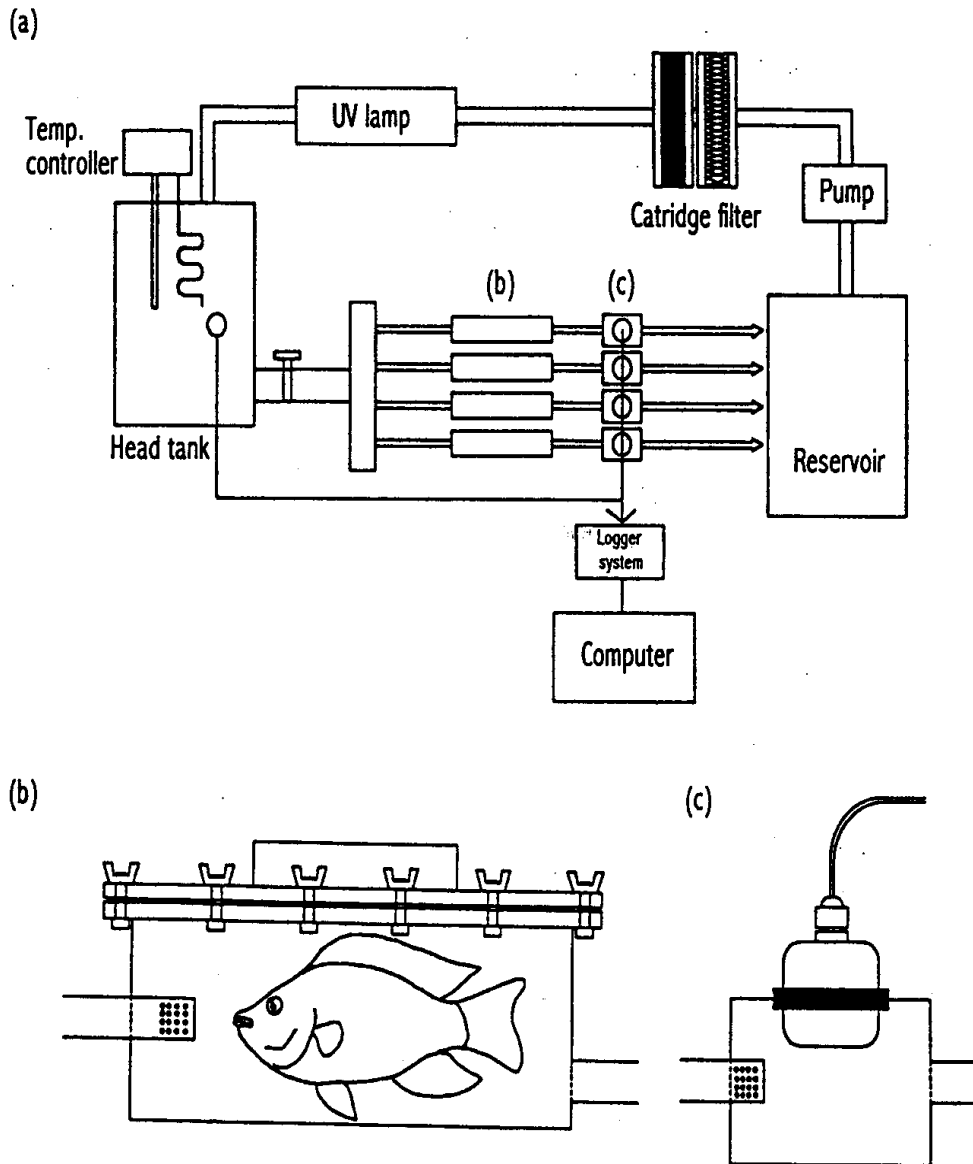 (a)
UV lamp
Temp.
controller
Catridge filter
Pump
(b)
(c)
Head tank
Reservoir
Logger
system
Computer
(b)
(c)